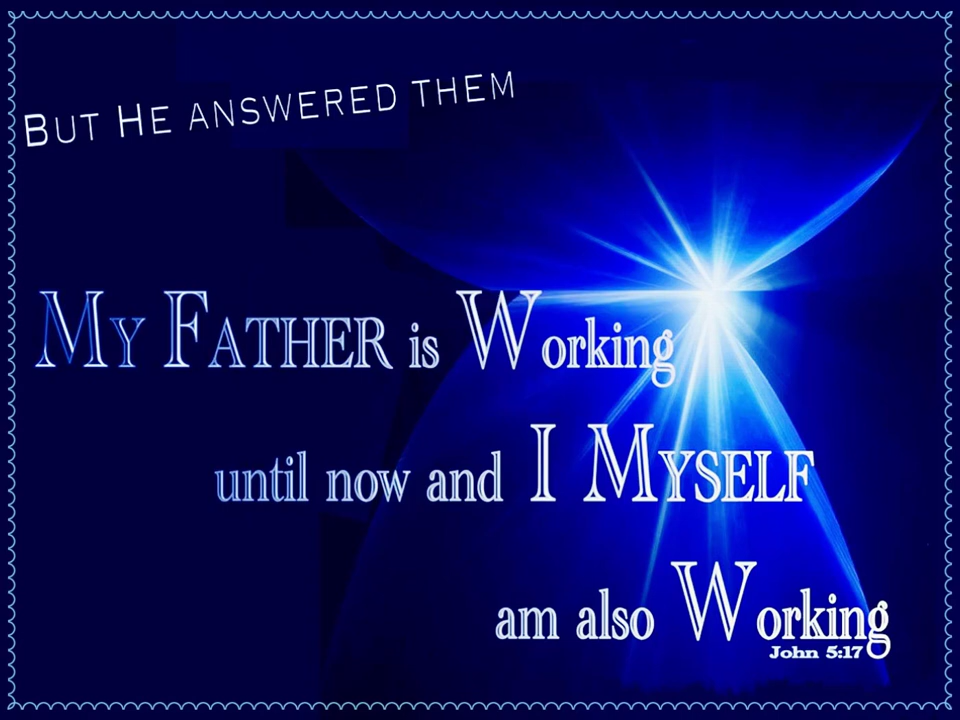 But He answered them
My Father is Working
until now and I Myself
am also Working
John 5:17